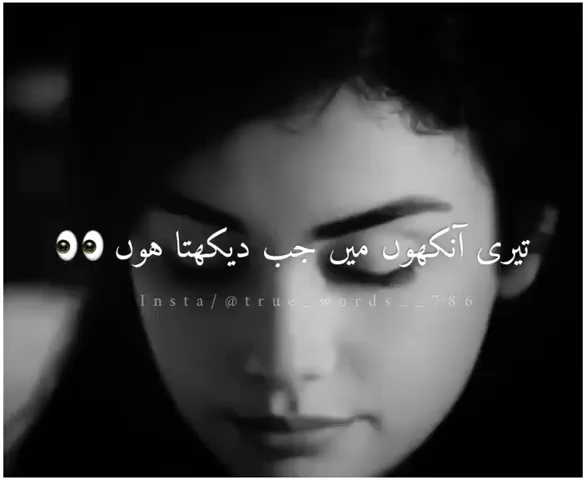 تیری آنکھوں میں جب دیکھتا ہوں 👀
Insta/@true_words__786